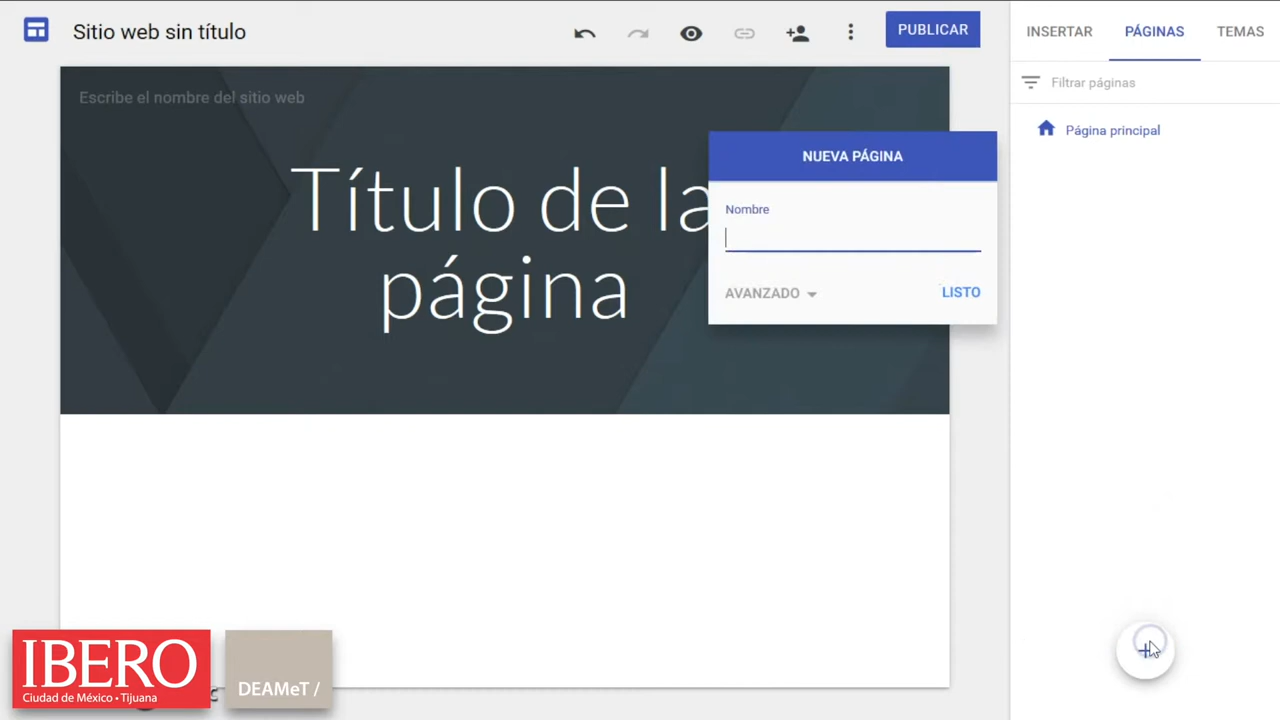 Sitio web sin título
PUBLICAR
INSERTAR
PÁGINAS
TEMAS
Escribe el nombre del sitio web
Filtrar páginas
Página principal
Título de la
página
NUEVA PÁGINA
Nombre
AVANZADO
LISTO
IBERO
Ciudad de México • Tijuana
DEAMeT /